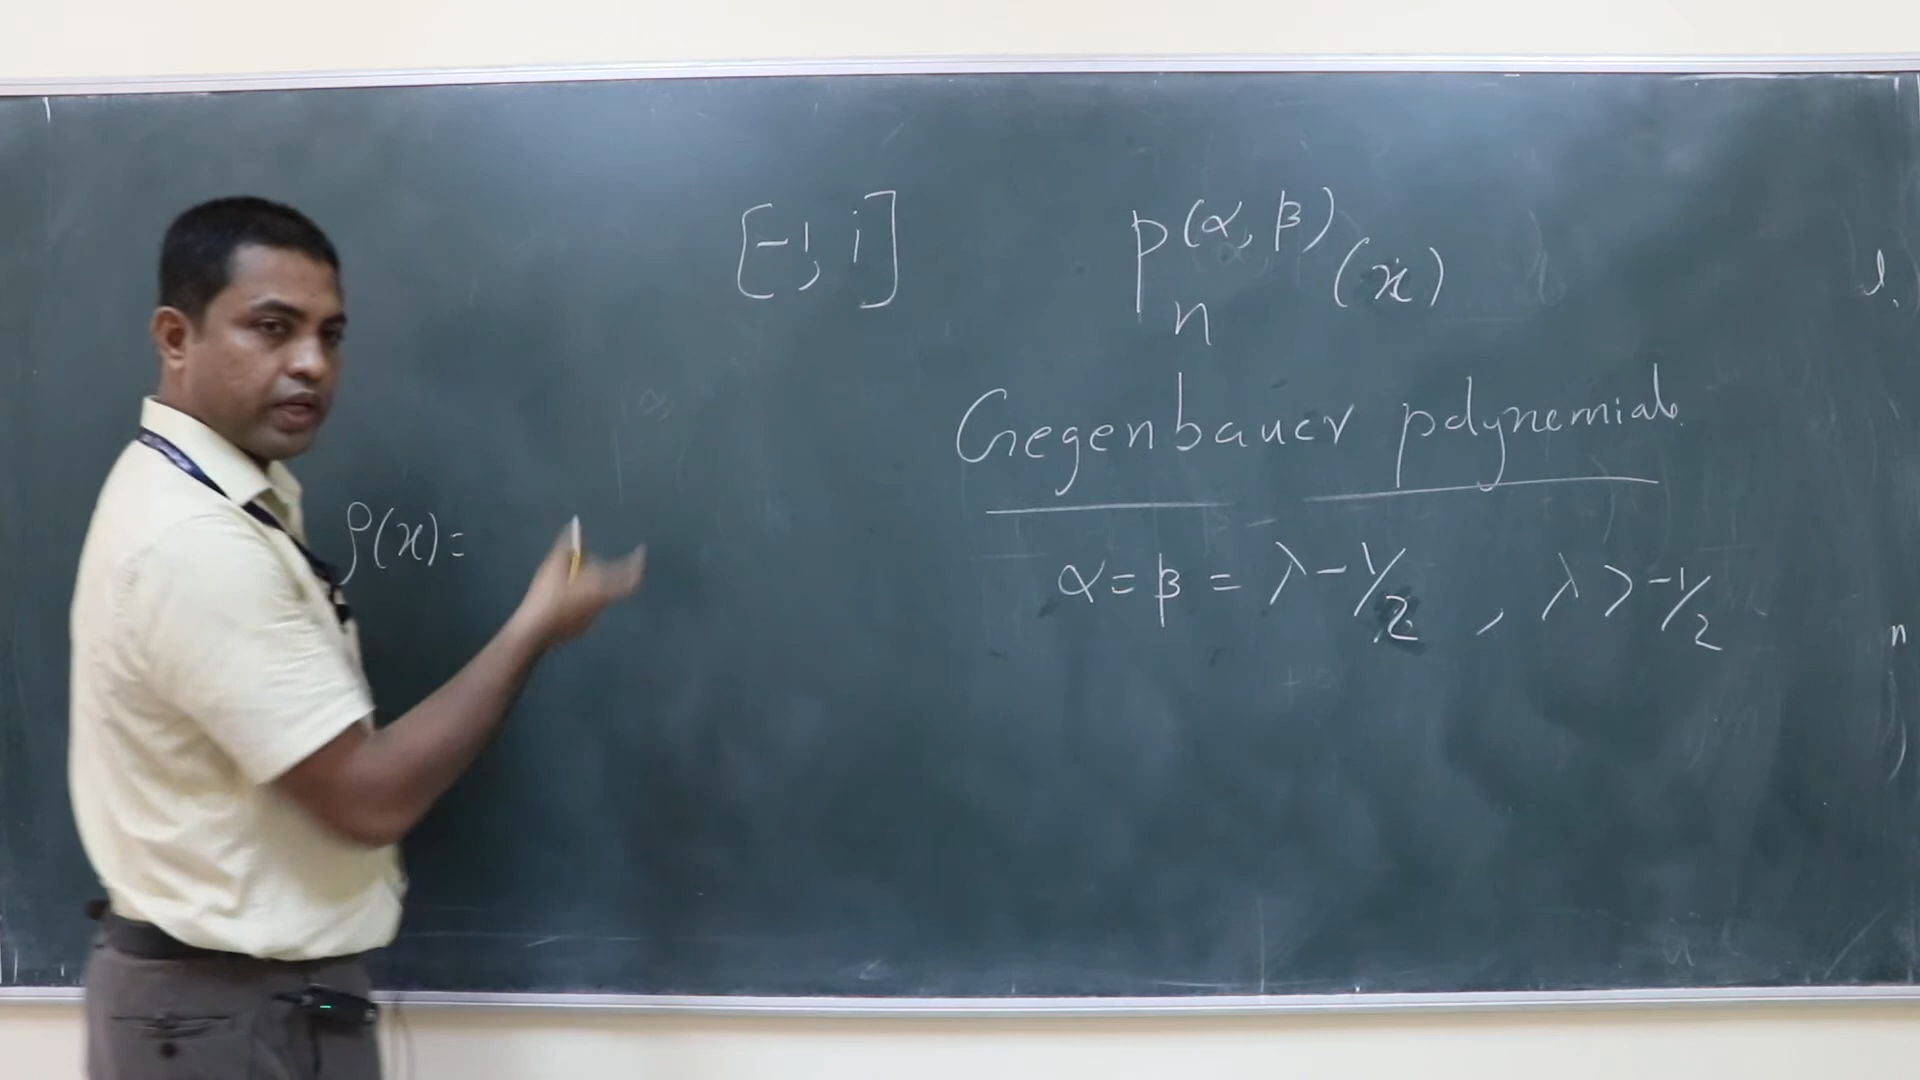 [-1, 1] P_n^(α, β) (x)
Gegenbauer polynomials
ρ(x) =
α = β = λ - 1/2 , λ > -1/2